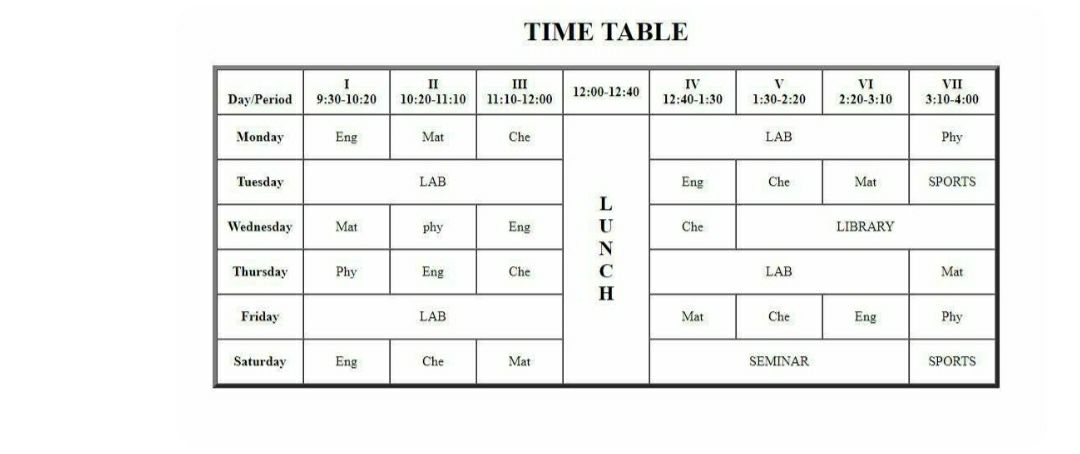 TIME TABLE
Day/Period I 9:30-10:20 II 10:20-11:10 III 11:10-12:00 12:00-12:40 IV 12:40-1:30 V 1:30-2:20 VI 2:20-3:10 VII 3:10-4:00
Monday Eng Mat Che LUNCH LAB Phy
Tuesday LAB Eng Che Mat SPORTS
Wednesday Mat phy Eng Che LIBRARY
Thursday Phy Eng Che LAB Mat
Friday LAB Mat Che Eng Phy
Saturday Eng Che Mat SEMINAR SPORTS